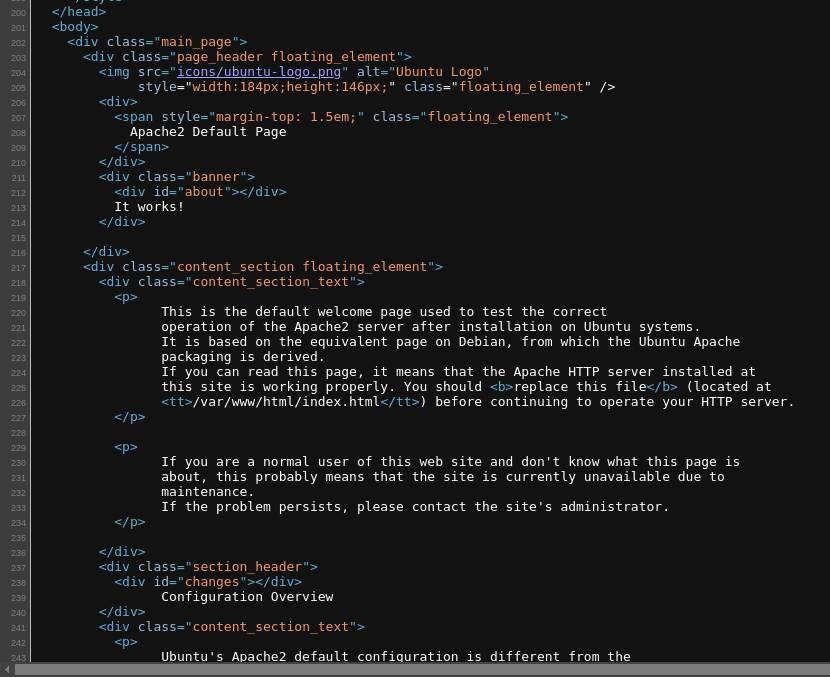 200 </head>
201 <body>
202 <div class="main_page">
203 <div class="page_header floating_element">
204 <img src="icons/ubuntu-logo.png" alt="Ubuntu Logo"
205 style="width:184px;height:146px;" class="floating_element" />
206 <div>
207 <span style="margin-top: 1.5em;" class="floating_element">
208 Apache2 Default Page
209 </span>
210 </div>
211 <div class="banner">
212 <div id="about"></div>
213 It works!
214 </div>
215
216 </div>
217 <div class="content_section floating_element">
218 <div class="content_section_text">
219 <p>
220 This is the default welcome page used to test the correct
221 operation of the Apache2 server after installation on Ubuntu systems.
222 It is based on the equivalent page on Debian, from which the Ubuntu Apache
223 packaging is derived.
224 If you can read this page, it means that the Apache HTTP server installed at
225 this site is working properly. You should <b>replace this file</b> (located at
226 <tt>/var/www/html/index.html</tt>) before continuing to operate your HTTP server.
227 </p>
228
229 <p>
230 If you are a normal user of this web site and don't know what this page is
231 about, this probably means that the site is currently unavailable due to
232 maintenance.
233 If the problem persists, please contact the site's administrator.
234 </p>
235
236 </div>
237 <div class="section_header">
238 <div id="changes"></div>
239 Configuration Overview
240 </div>
241 <div class="content_section_text">
242 <p>
243 Ubuntu's Apache2 default configuration is different from the